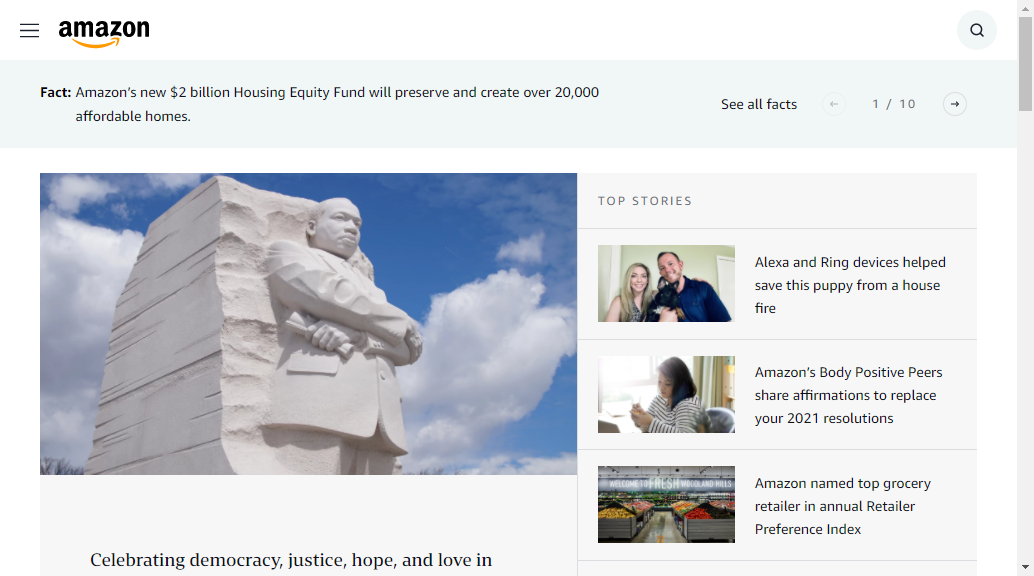 amazon
Fact: Amazon’s new $2 billion Housing Equity Fund will preserve and create over 20,000
affordable homes.
See all facts
1 / 10
TOP STORIES
Alexa and Ring devices helped
save this puppy from a house
fire
Amazon’s Body Positive Peers
share affirmations to replace
your 2021 resolutions
WELCOME TO FRESH WOODLAND HILLS
Amazon named top grocery
retailer in annual Retailer
Preference Index
Celebrating democracy, justice, hope, and love in